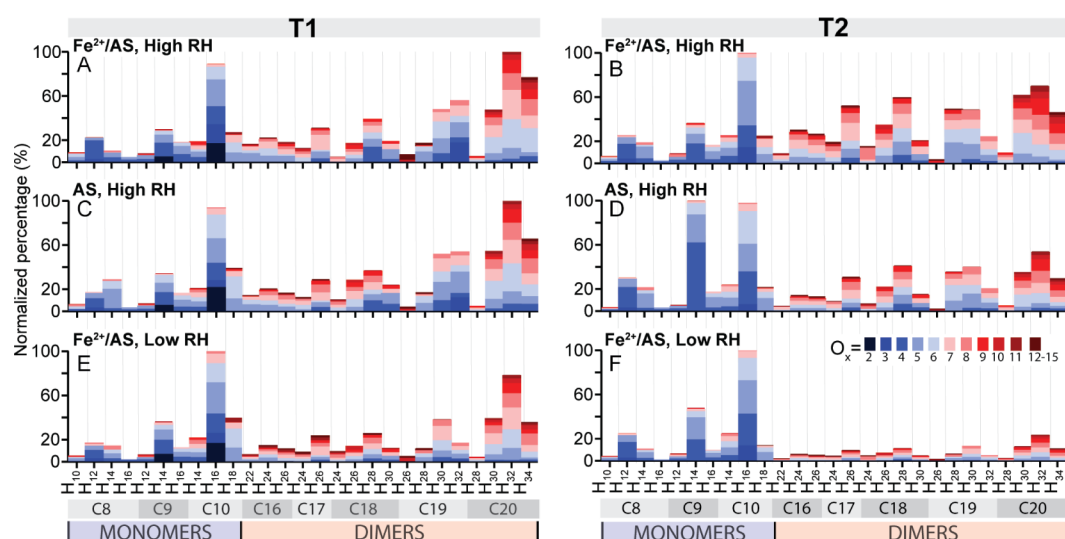 T1
T2
Normalized percentage (%)
Fe²⁺/AS, High RH
A
100
60
20
0
Fe²⁺/AS, High RH
B
100
60
20
0
AS, High RH
C
100
60
20
0
AS, High RH
D
100
60
20
0
Fe²⁺/AS, Low RH
E
100
60
20
0
Fe²⁺/AS, Low RH
F
100
60
20
0
Oₓ = 2 3 4 5 6 7 8 9 10 11 12-15
H10 H12 H14 H16 H12 H14 H16 H14 H16 H18 H22 H24 H26 H24 H26 H24 H26 H28 H30 H26 H28 H30 H32 H28 H30 H32 H34
C8 C9 C10 C16 C17 C18 C19 C20
MONOMERS DIMERS
H10 H12 H14 H16 H12 H14 H16 H14 H16 H18 H22 H24 H26 H24 H26 H24 H26 H28 H30 H26 H28 H30 H32 H28 H30 H32 H34
C8 C9 C10 C16 C17 C18 C19 C20
MONOMERS DIMERS